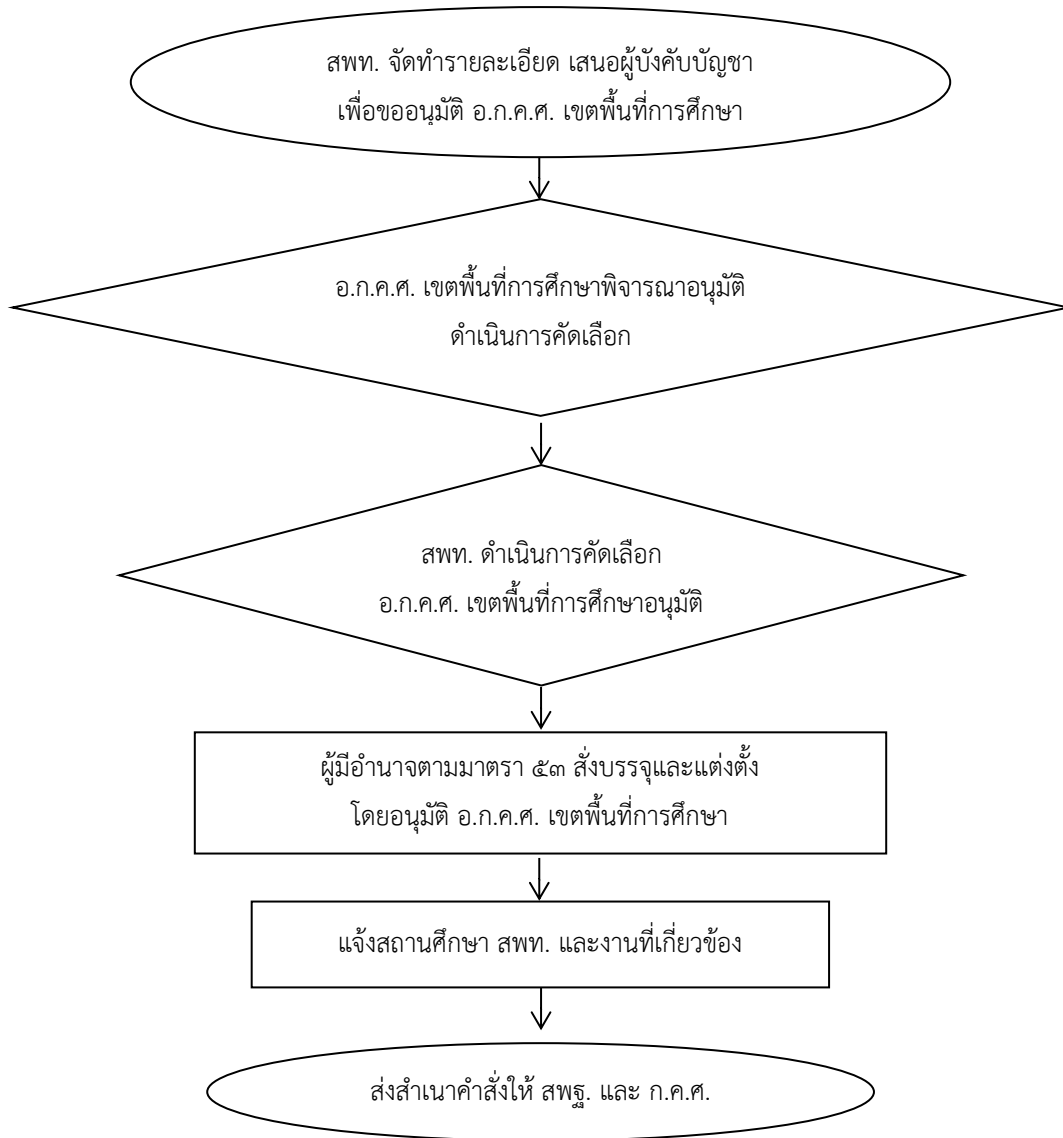 สพท. จัดทำรายละเอียด เสนอผู้บังคับบัญชา
เพื่อขออนุมัติ อ.ก.ค.ศ. เขตพื้นที่การศึกษา
อ.ก.ค.ศ. เขตพื้นที่การศึกษาพิจารณาอนุมัติ
ดำเนินการคัดเลือก
สพท. ดำเนินการคัดเลือก
อ.ก.ค.ศ. เขตพื้นที่การศึกษาอนุมัติ
ผู้มีอำนาจตามมาตรา ๕๓ สั่งบรรจุและแต่งตั้ง
โดยอนุมัติ อ.ก.ค.ศ. เขตพื้นที่การศึกษา
แจ้งสถานศึกษา สพท. และงานที่เกี่ยวข้อง
ส่งสำเนาคำสั่งให้ สพฐ. และ ก.ค.ศ.